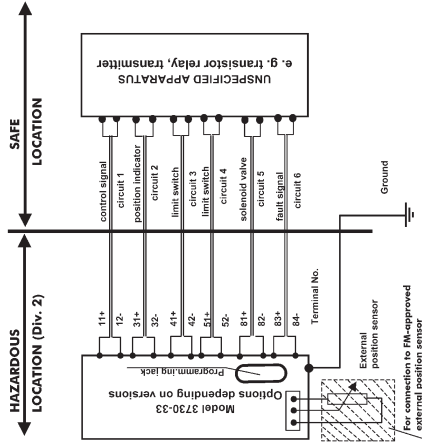 SAFE
LOCATION
UNSPECIFIED APPARATUS
e. g. transistor relay, transmitter
control signal
circuit 1
position indicator
circuit 2
limit switch
circuit 3
limit switch
circuit 4
solenoid valve
circuit 5
fault signal
circuit 6
Ground
HAZARDOUS
LOCATION (Div. 2)
11+
12-
31+
32-
41+
42-
51+
52-
81+
82-
83+
84-
Terminal No.
Model 3730-33
Options depending on versions
Programm.ing jack
External
position sensor
For connection to FM-approved
external position sensor